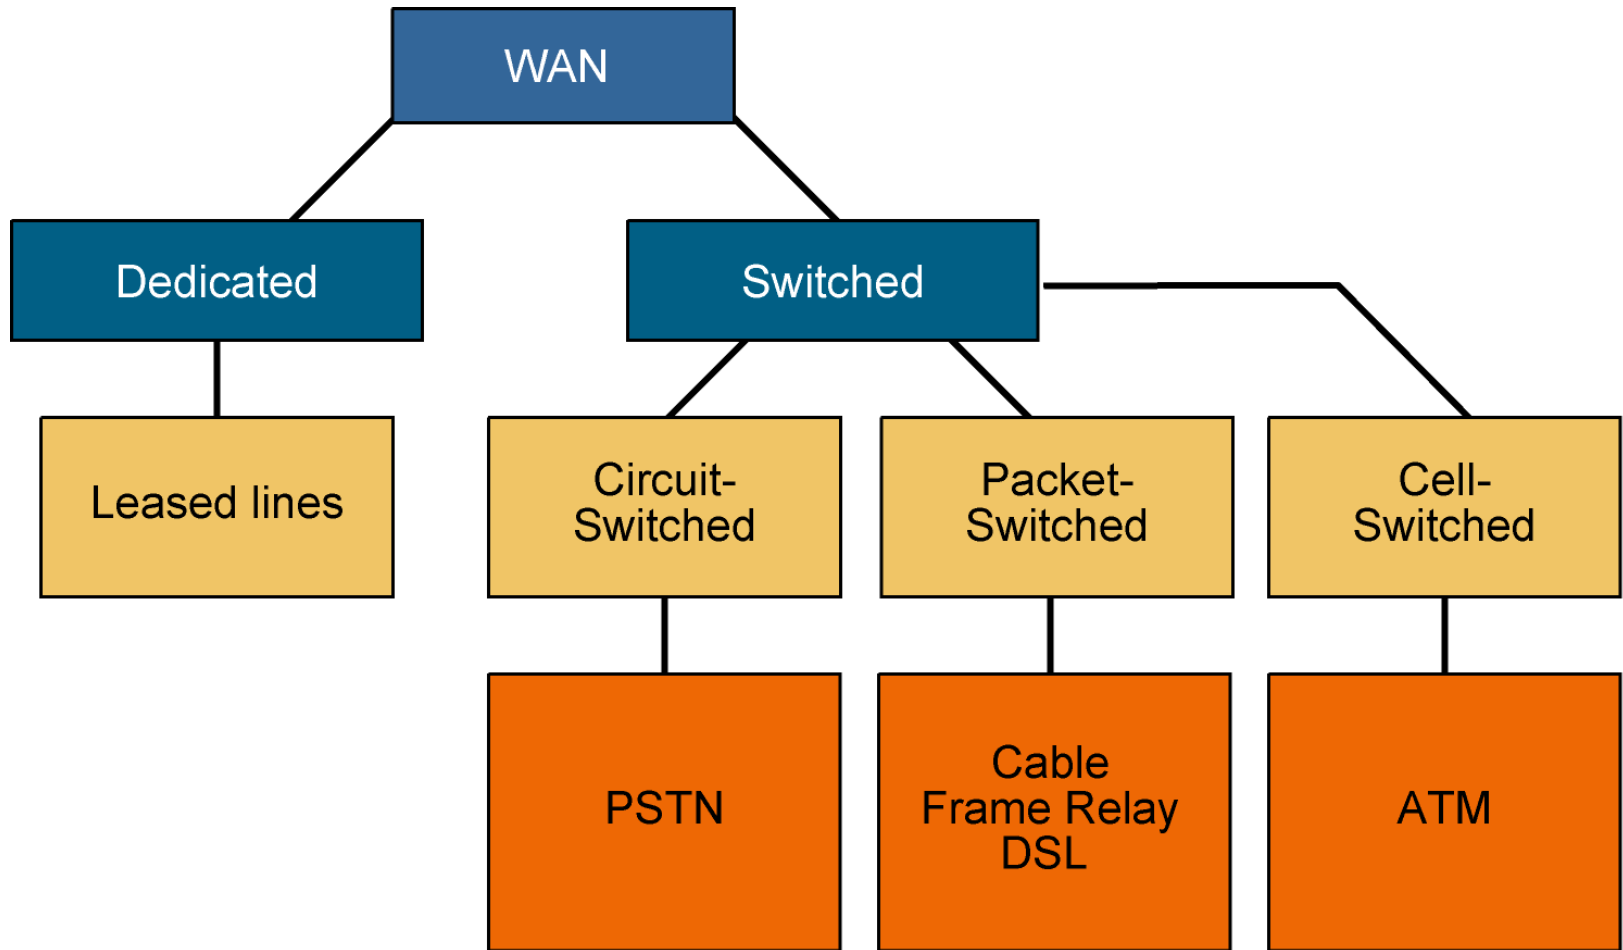 WAN
Dedicated
Switched
Leased lines
Circuit-
Switched
Packet-
Switched
Cell-
Switched
PSTN
Cable
Frame Relay
DSL
ATM